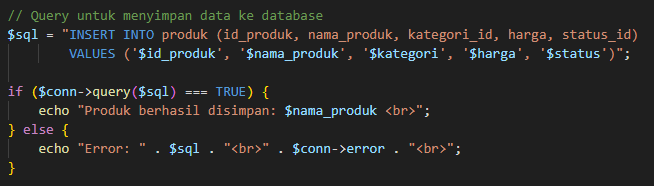 // Query untuk menyimpan data ke database
$sql = "INSERT INTO produk (id_produk, nama_produk, kategori_id, harga, status_id)
VALUES ('$id_produk', '$nama_produk', '$kategori', '$harga', '$status')";
if ($conn->query($sql) === TRUE) {
echo "Produk berhasil disimpan: $nama_produk <br>";
} else {
echo "Error: " . $sql . "<br>" . $conn->error . "<br>";
}